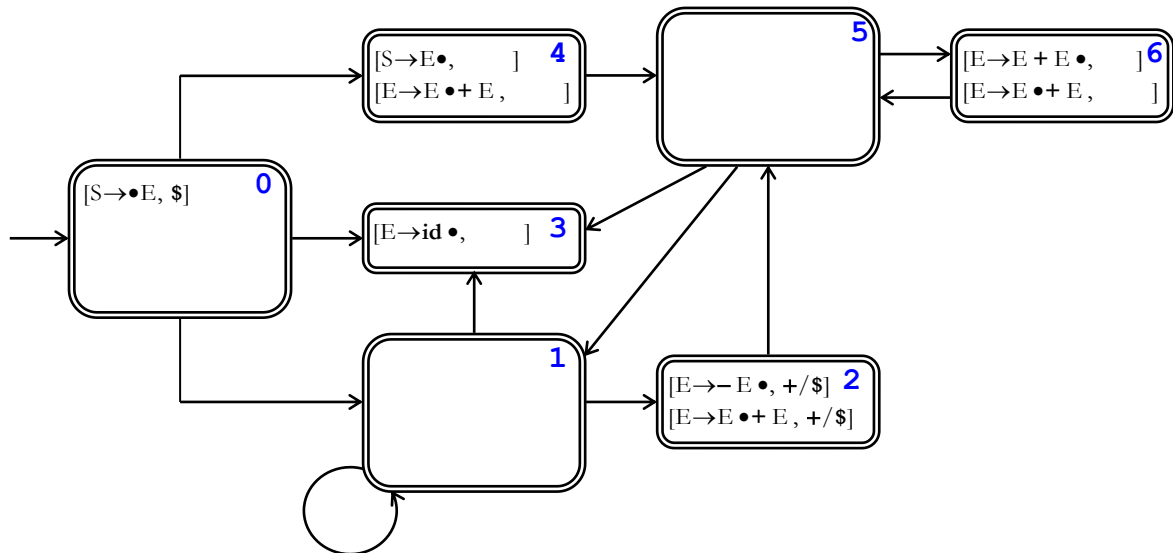 4
[S→E●, ]
[E→E ●+ E , ]
5
6
[E→E + E ●, ]
[E→E ●+ E , ]
0
[S→●E, $]
3
[E→id ●, ]
1
2
[E→− E ●, +/$]
[E→E ●+ E , +/$]